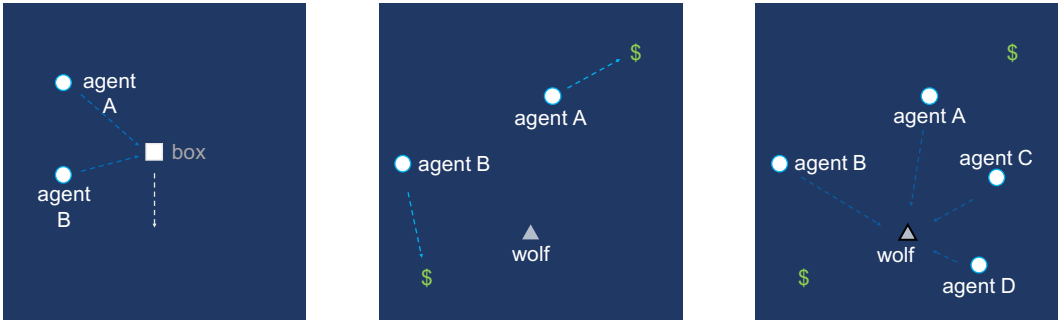 agent
A
box
agent
B
$
agent A
agent B
wolf
$
$
agent A
agent C
agent B
wolf
$
agent D